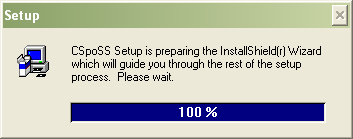 Setup
CSpoSS Setup is preparing the InstallShield(r) Wizard
which will guide you through the rest of the setup
process. Please wait.
100 %